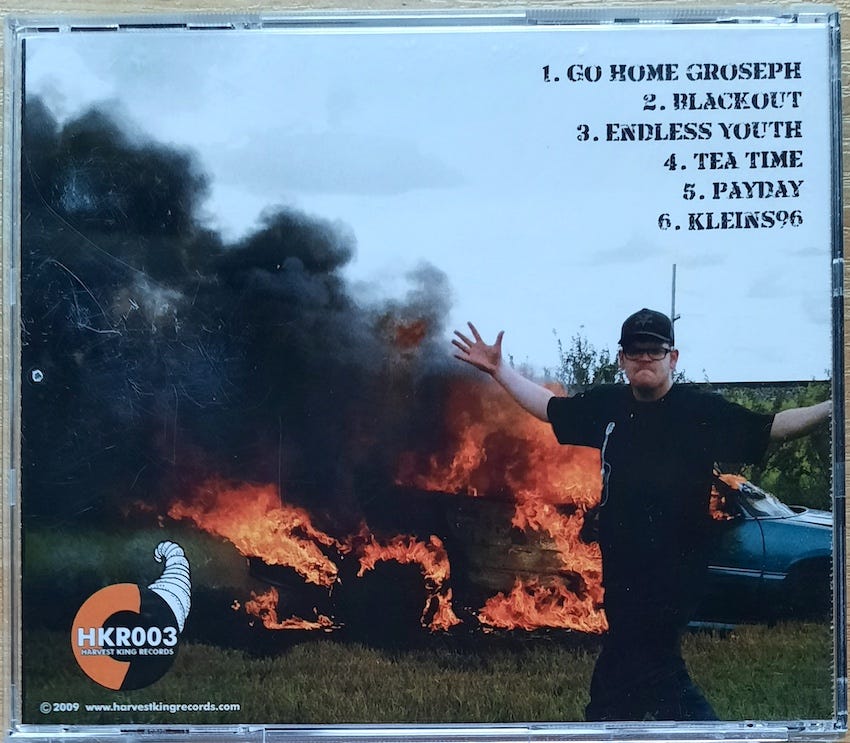 1. GO HOME GROSEPH
2. BLACKOUT
3. ENDLESS YOUTH
4. TEA TIME
5. PAYDAY
6. KLEINS96
HKR003
HARVEST KING RECORDS
© 2009 www.harvestkingrecords.com